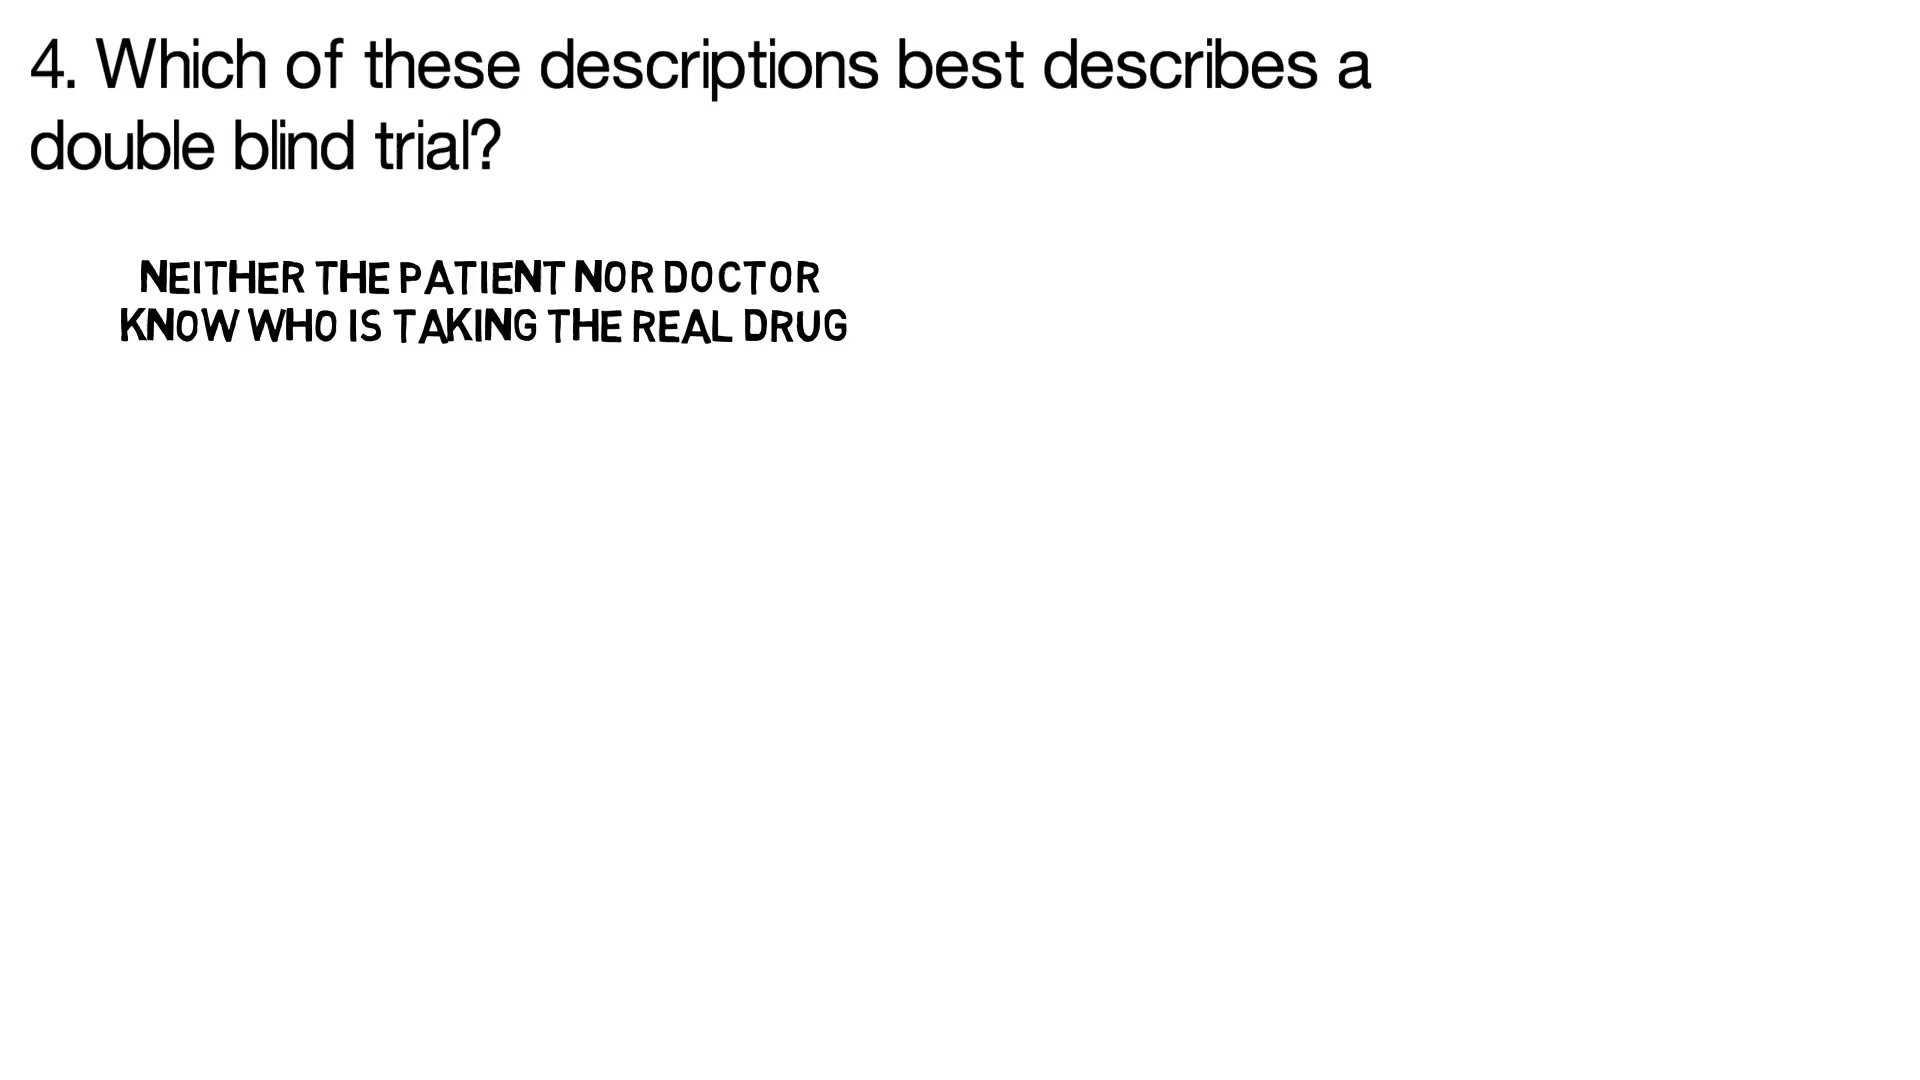 4. Which of these descriptions best describes a
double blind trial?
NEITHER THE PATIENT NOR DOCTOR
KNOW WHO IS TAKING THE REAL DRUG